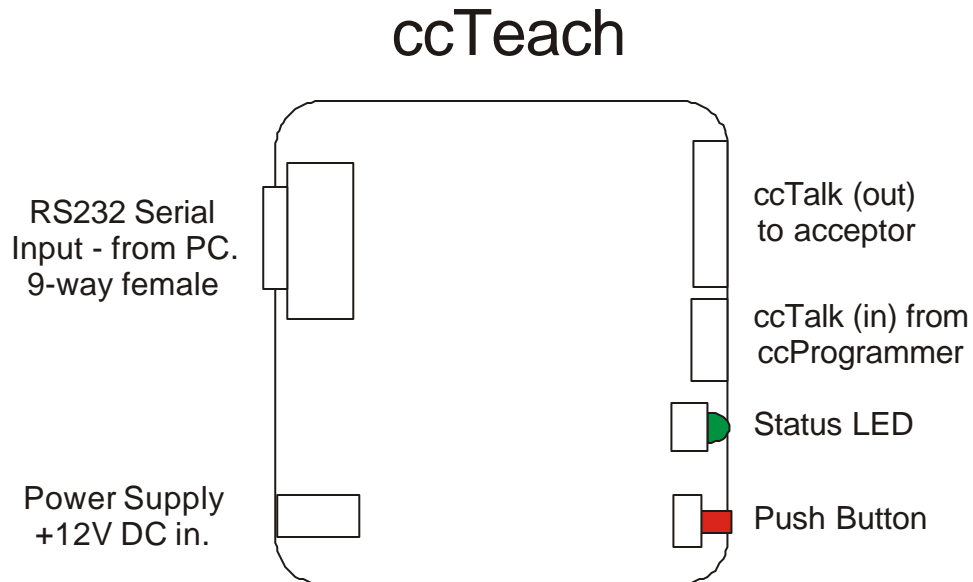 ccTeach
RS232 Serial
Input - from PC.
9-way female
Power Supply
+12V DC in.
ccTalk (out)
to acceptor
ccTalk (in) from
ccProgrammer
Status LED
Push Button